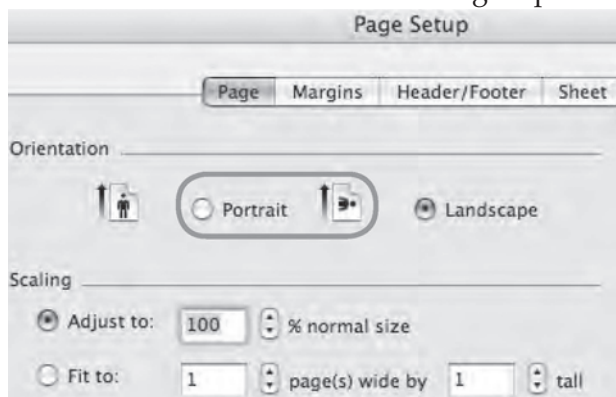 Page Setup
Page Margins Header/Footer Sheet
Orientation
Portrait Landscape
Scaling
Adjust to: 100 % normal size
Fit to: 1 page(s) wide by 1 tall